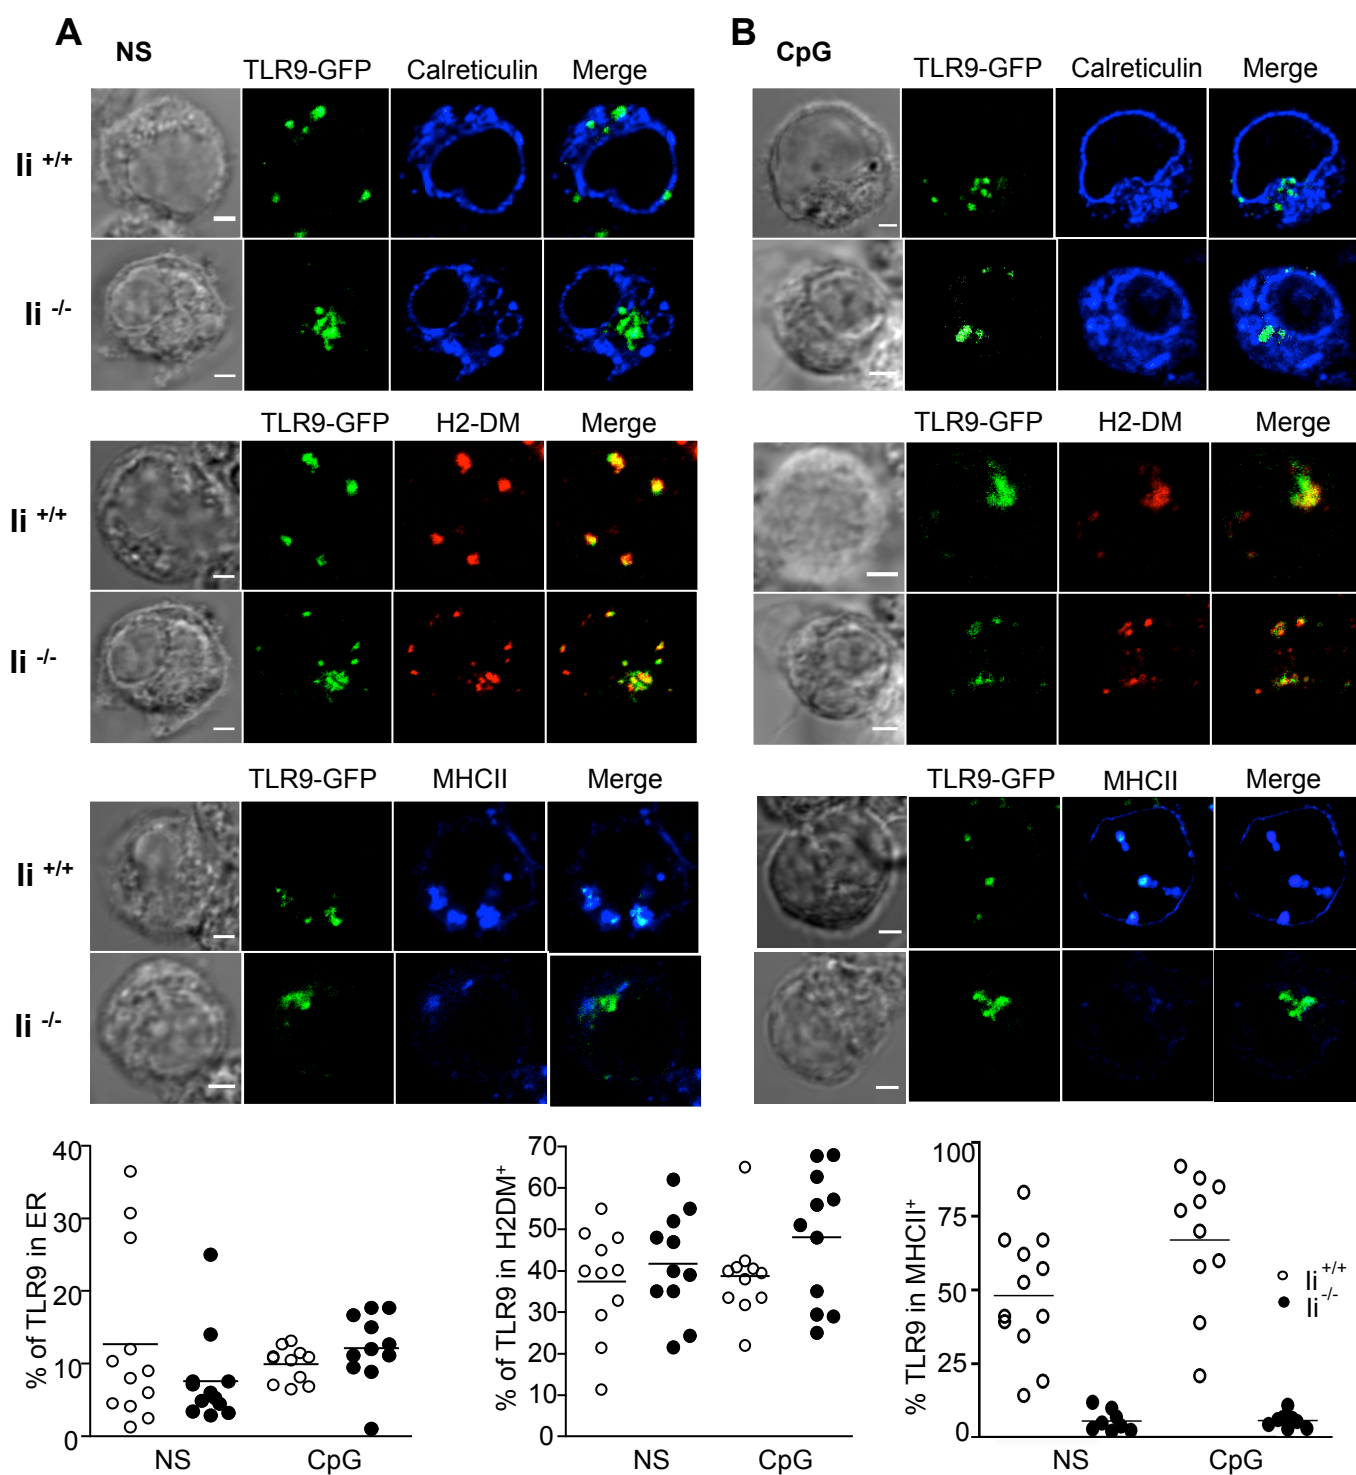 A NS
TLR9-GFP Calreticulin Merge
Ii +/+
Ii -/-
TLR9-GFP H2-DM Merge
Ii +/+
Ii -/-
TLR9-GFP MHCII Merge
Ii +/+
Ii -/-
B CpG
TLR9-GFP Calreticulin Merge
TLR9-GFP H2-DM Merge
TLR9-GFP MHCII Merge
% of TLR9 in ER
40
30
20
10
0
NS CpG
% of TLR9 in H2DM+
70
60
50
40
30
20
10
0
NS CpG
% TLR9 in MHCII+
100
75
50
25
0
NS CpG
Ii +/+
Ii -/-